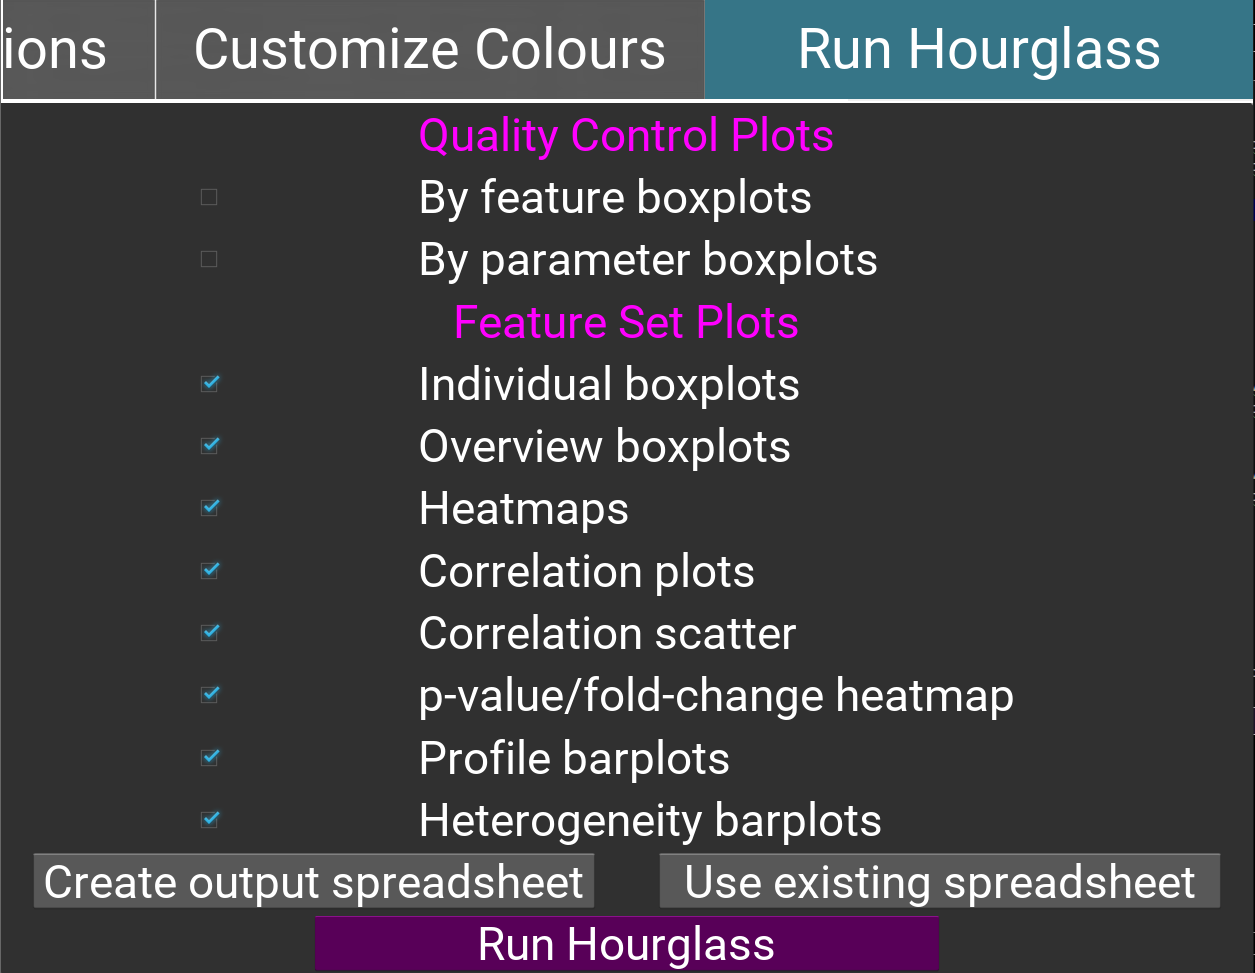 ions Customize Colours Run Hourglass
Quality Control Plots
By feature boxplots
By parameter boxplots
Feature Set Plots
Individual boxplots
Overview boxplots
Heatmaps
Correlation plots
Correlation scatter
p-value/fold-change heatmap
Profile barplots
Heterogeneity barplots
Create output spreadsheet Use existing spreadsheet
Run Hourglass